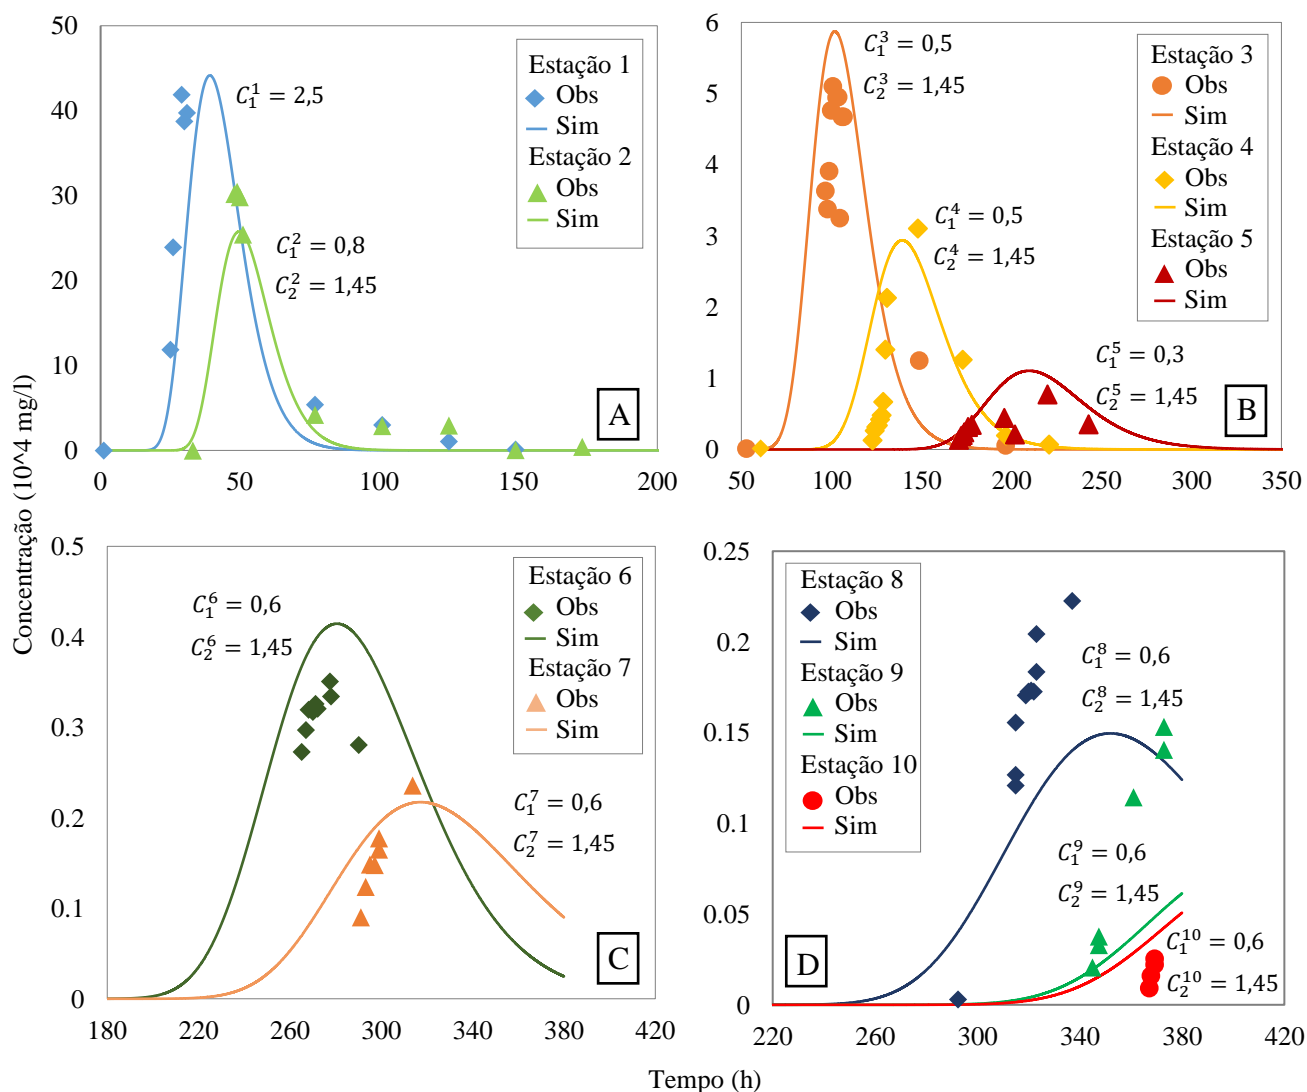 Concentração (10^4 mg/l)
50
40
30
20
10
0
0 50 100 150 200
C₁¹ = 2,5
C₁² = 0,8
C₂² = 1,45
Estação 1
Obs
Sim
Estação 2
Obs
Sim
A
6
5
4
3
2
1
0
50 100 150 200 250 300 350
C₁³ = 0,5
C₂³ = 1,45
C₁⁴ = 0,5
C₂⁴ = 1,45
C₁⁵ = 0,3
C₂⁵ = 1,45
Estação 3
Obs
Sim
Estação 4
Obs
Sim
Estação 5
Obs
Sim
B
0.5
0.4
0.3
0.2
0.1
0
180 220 260 300 340 380 420
C₁⁶ = 0,6
C₂⁶ = 1,45
C₁⁷ = 0,6
C₂⁷ = 1,45
Estação 6
Obs
Sim
Estação 7
Obs
Sim
C
0.25
0.2
0.15
0.1
0.05
0
220 260 300 340 380 420
Estação 8
Obs
Sim
Estação 9
Obs
Sim
Estação 10
Obs
Sim
C₁⁸ = 0,6
C₂⁸ = 1,45
C₁⁹ = 0,6
C₂⁹ = 1,45
C₁¹⁰ = 0,6
C₂¹⁰ = 1,45
D
Tempo (h)